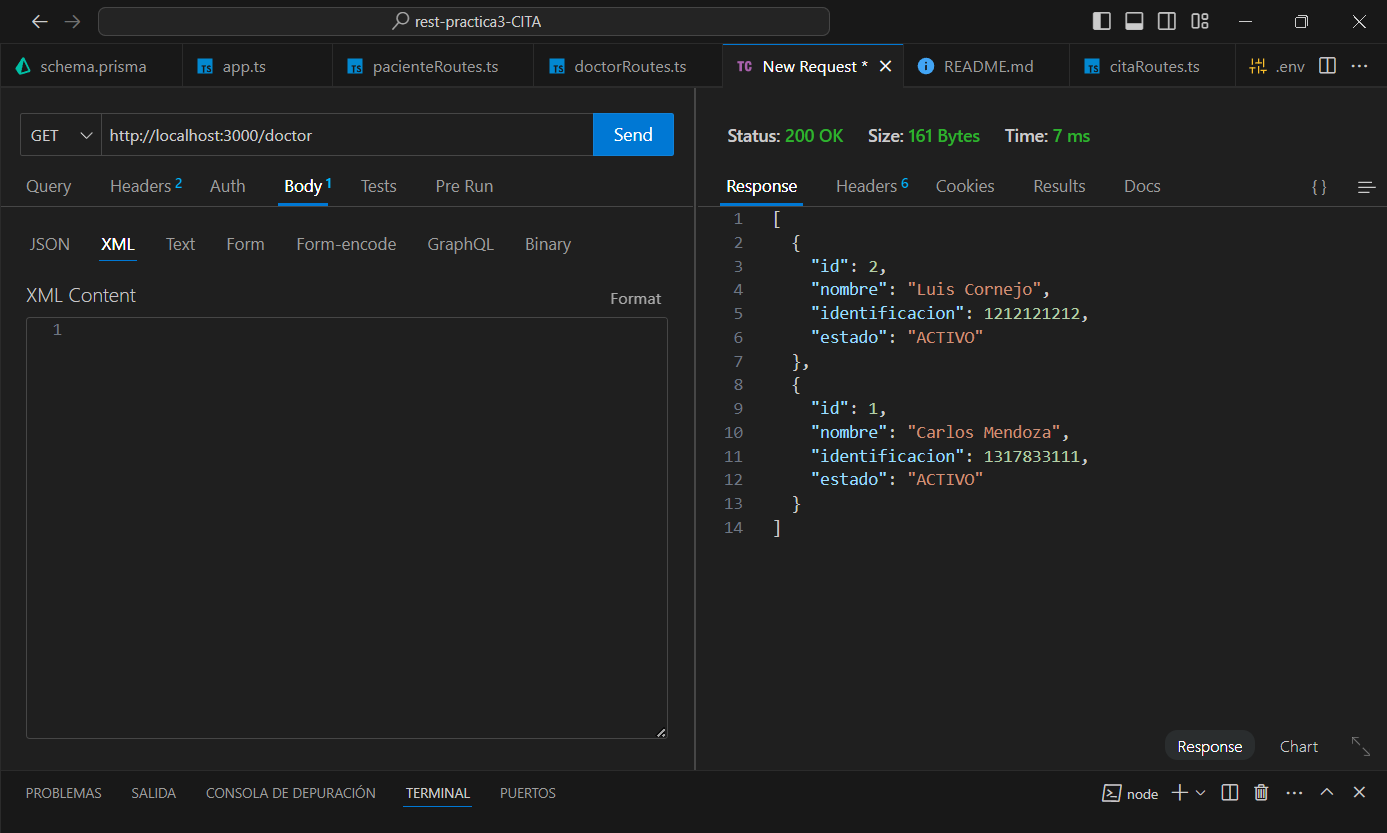 rest-practica3-CITA
schema.prisma
TS app.ts
TS pacienteRoutes.ts
TS doctorRoutes.ts
TC New Request *
README.md
TS citaRoutes.ts
.env
GET
http://localhost:3000/doctor
Send
Query
Headers 2
Auth
Body 1
Tests
Pre Run
JSON
XML
Text
Form
Form-encode
GraphQL
Binary
XML Content
Format
1
Status: 200 OK
Size: 161 Bytes
Time: 7 ms
Response
Headers 6
Cookies
Results
Docs
{ }
1 [
2 {
3 "id": 2,
4 "nombre": "Luis Cornejo",
5 "identificacion": 1212121212,
6 "estado": "ACTIVO"
7 },
8 {
9 "id": 1,
10 "nombre": "Carlos Mendoza",
11 "identificacion": 1317833111,
12 "estado": "ACTIVO"
13 }
14 ]
Response
Chart
PROBLEMAS
SALIDA
CONSOLA DE DEPURACIÓN
TERMINAL
PUERTOS
node